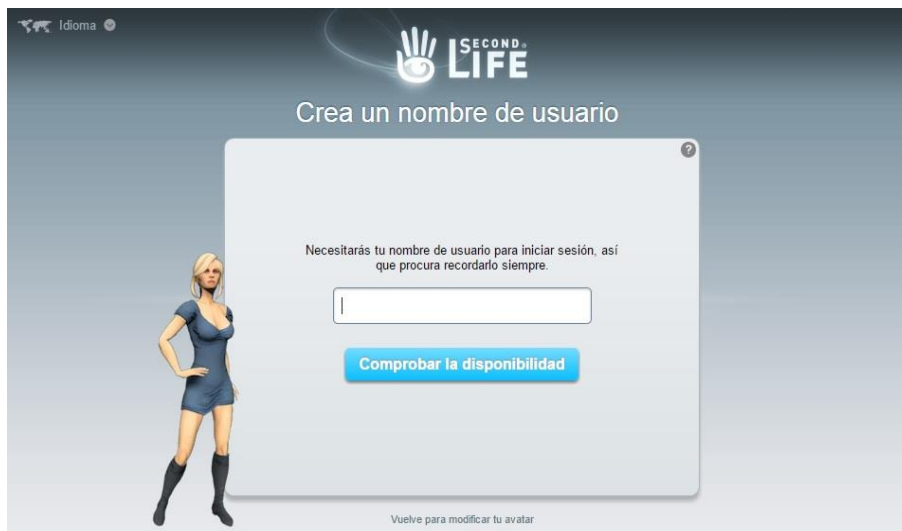 Idioma
SECOND
LIFE
Crea un nombre de usuario
?
Necesitarás tu nombre de usuario para iniciar sesión, así
que procura recordarlo siempre.
Comprobar la disponibilidad
Vuelve para modificar tu avatar